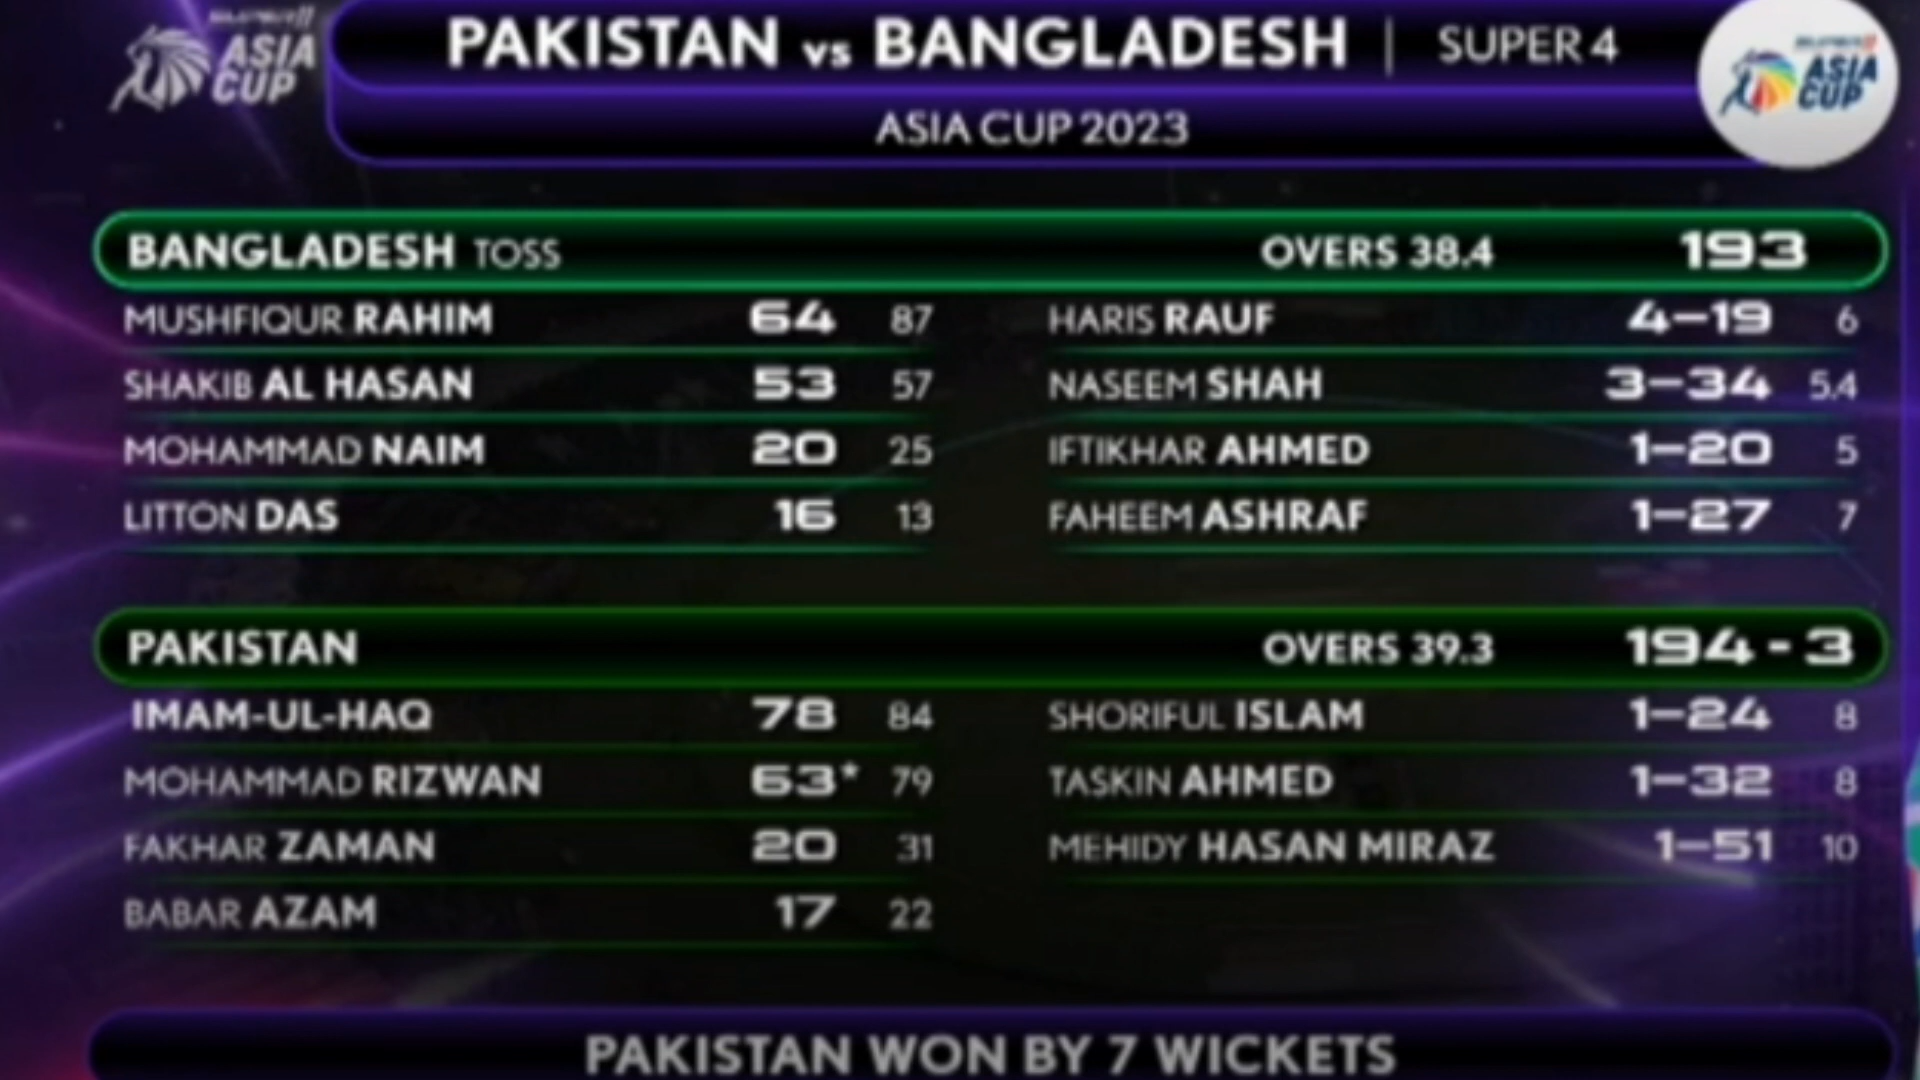 ASIA CUP
PAKISTAN vs BANGLADESH | SUPER 4
ASIA CUP
ASIA CUP 2023
BANGLADESH TOSS OVERS 38.4 193
MUSHFIQUR RAHIM 64 87 HARIS RAUF 4-19 6
SHAKIB AL HASAN 53 57 NASEEM SHAH 3-34 5.4
MOHAMMAD NAIM 20 25 IFTIKHAR AHMED 1-20 5
LITTON DAS 16 13 FAHEEM ASHRAF 1-27 7
PAKISTAN OVERS 39.3 194-3
IMAM-UL-HAQ 78 84 SHORIFUL ISLAM 1-24 8
MOHAMMAD RIZWAN 63* 79 TASKIN AHMED 1-32 8
FAKHAR ZAMAN 20 31 MEHIDY HASAN MIRAZ 1-51 10
BABAR AZAM 17 22
PAKISTAN WON BY 7 WICKETS